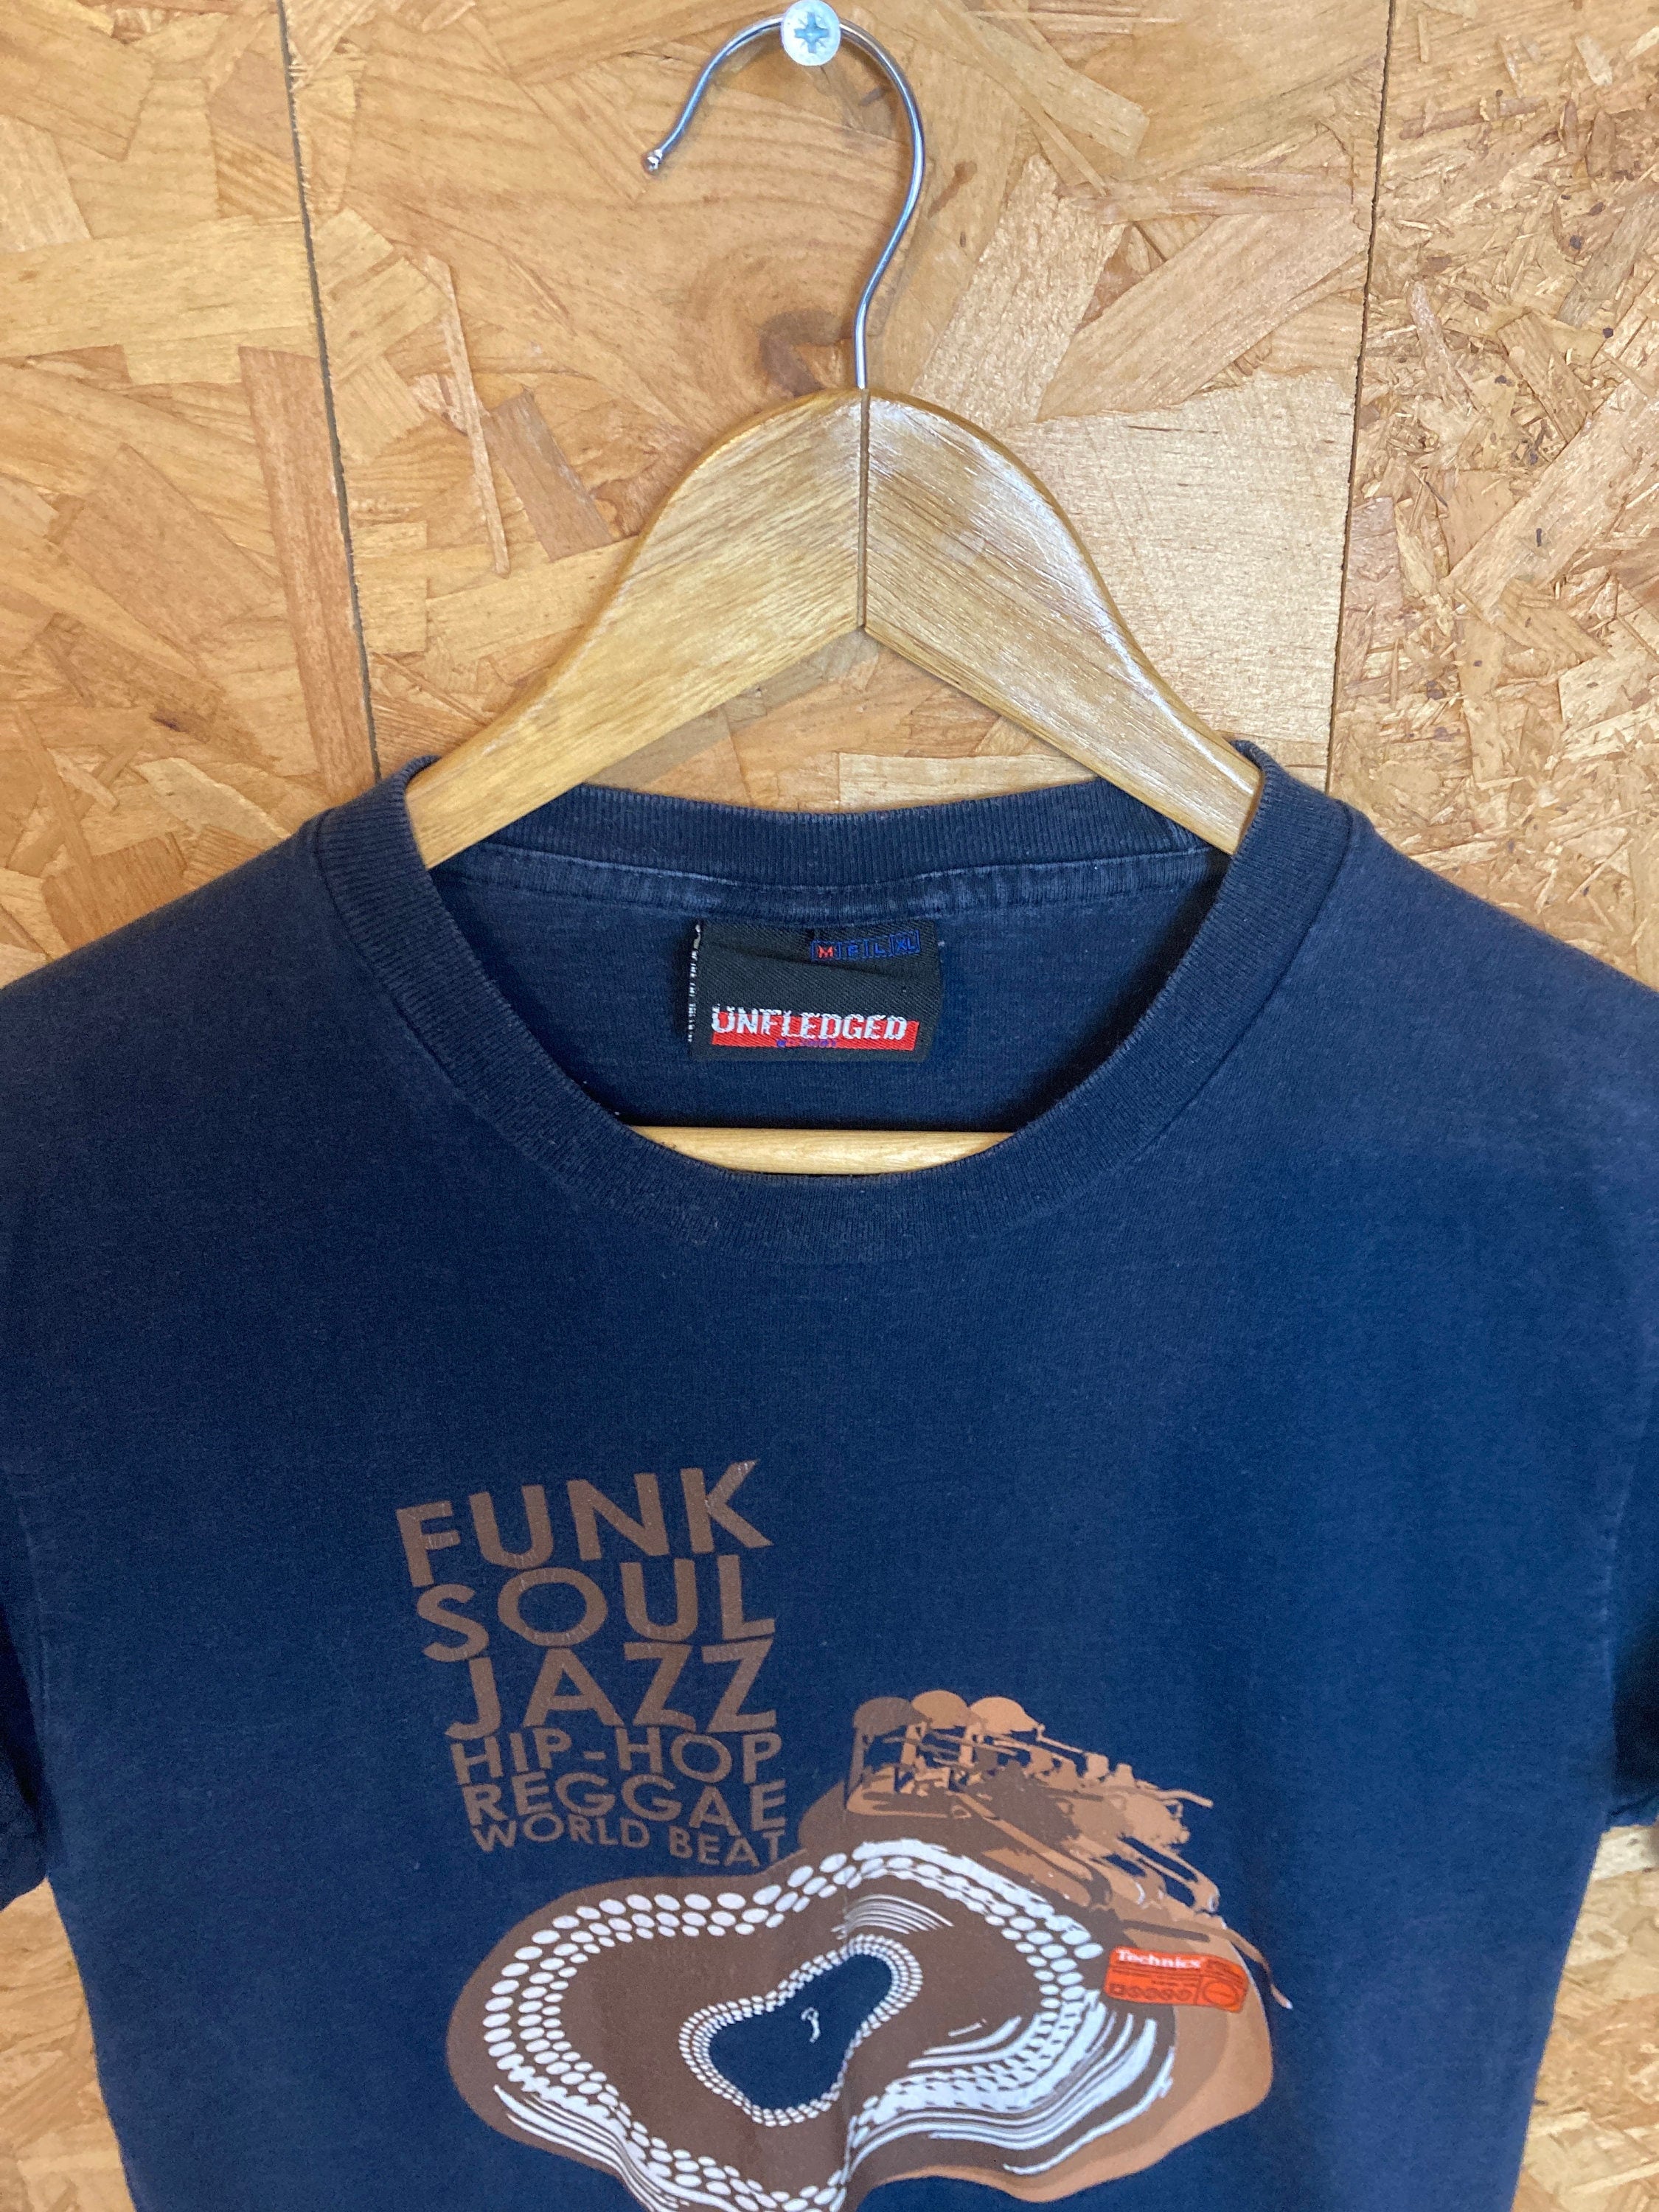 M F L XL
UNFLEDGED
FUNK
SOUL
JAZZ
HIP-HOP
REGGAE
WORLD BEAT
Technics